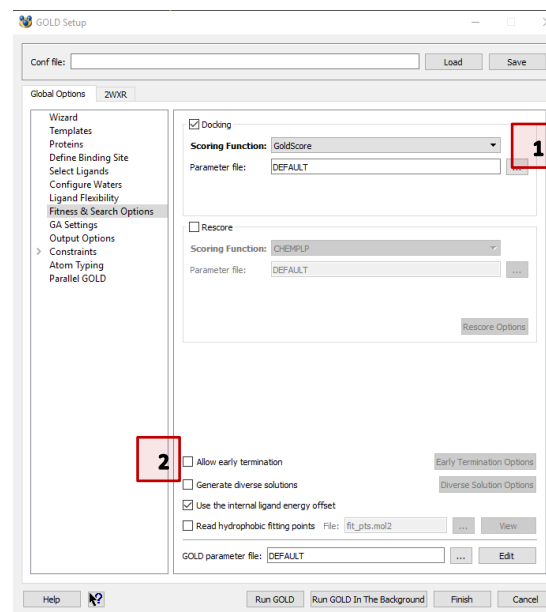 GOLD Setup
Conf file: Load Save
Global Options 2WXR
Wizard
Templates
Proteins
Define Binding Site
Select Ligands
Configure Waters
Ligand Flexibility
Fitness & Search Options
GA Settings
Output Options
Constraints
Atom Typing
Parallel GOLD
Docking
Scoring Function: GoldScore
1
Parameter file: DEFAULT ...
Rescore
Scoring Function: CHEMPLP
Parameter file: DEFAULT ...
Rescore Options
2
Allow early termination Early Termination Options
Generate diverse solutions Diverse Solution Options
Use the internal ligand energy offset
Read hydrophobic fitting points File: fit_pts.mol2 ... View
GOLD parameter file: DEFAULT ... Edit
Help Run GOLD Run GOLD In The Background Finish Cancel